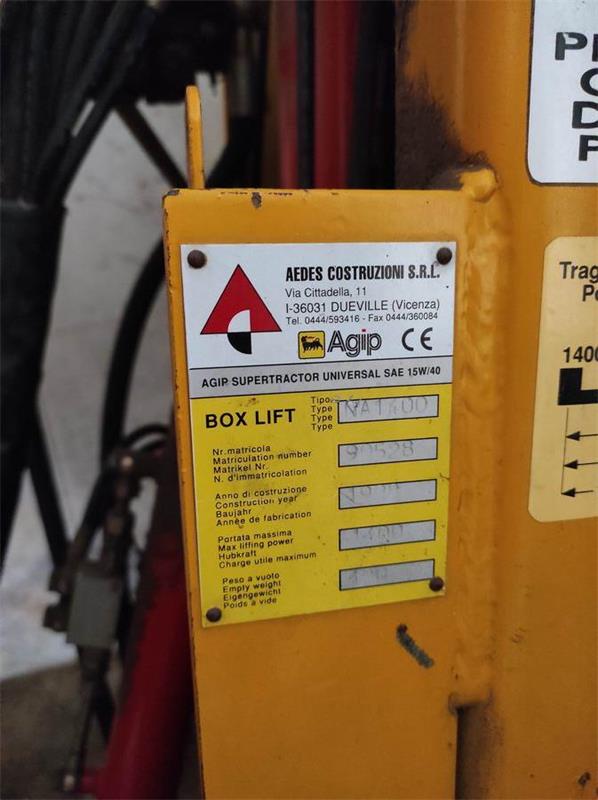 AEDES COSTRUZIONI S.R.L.
Via Cittadella, 11
I-36031 DUEVILLE (Vicenza)
Tel. 0444/593416 - Fax 0444/360084
Agip CE
AGIP SUPERTRACTOR UNIVERSAL SAE 15W/40
BOX LIFT
Tipo
Type
Type
Type
NA1400
Nr. matricola
Matriculation number
Matrikel Nr.
N. d'immatricolation
90528
Anno di costruzione
Construction year
Baujahr
Année de fabrication
Portata massima
Max liffing power
Hubkraft
Charge utile maximum
1400
Peso a vuoto
Empty weight
Eigengewicht
Poids a vide
Trag
1400